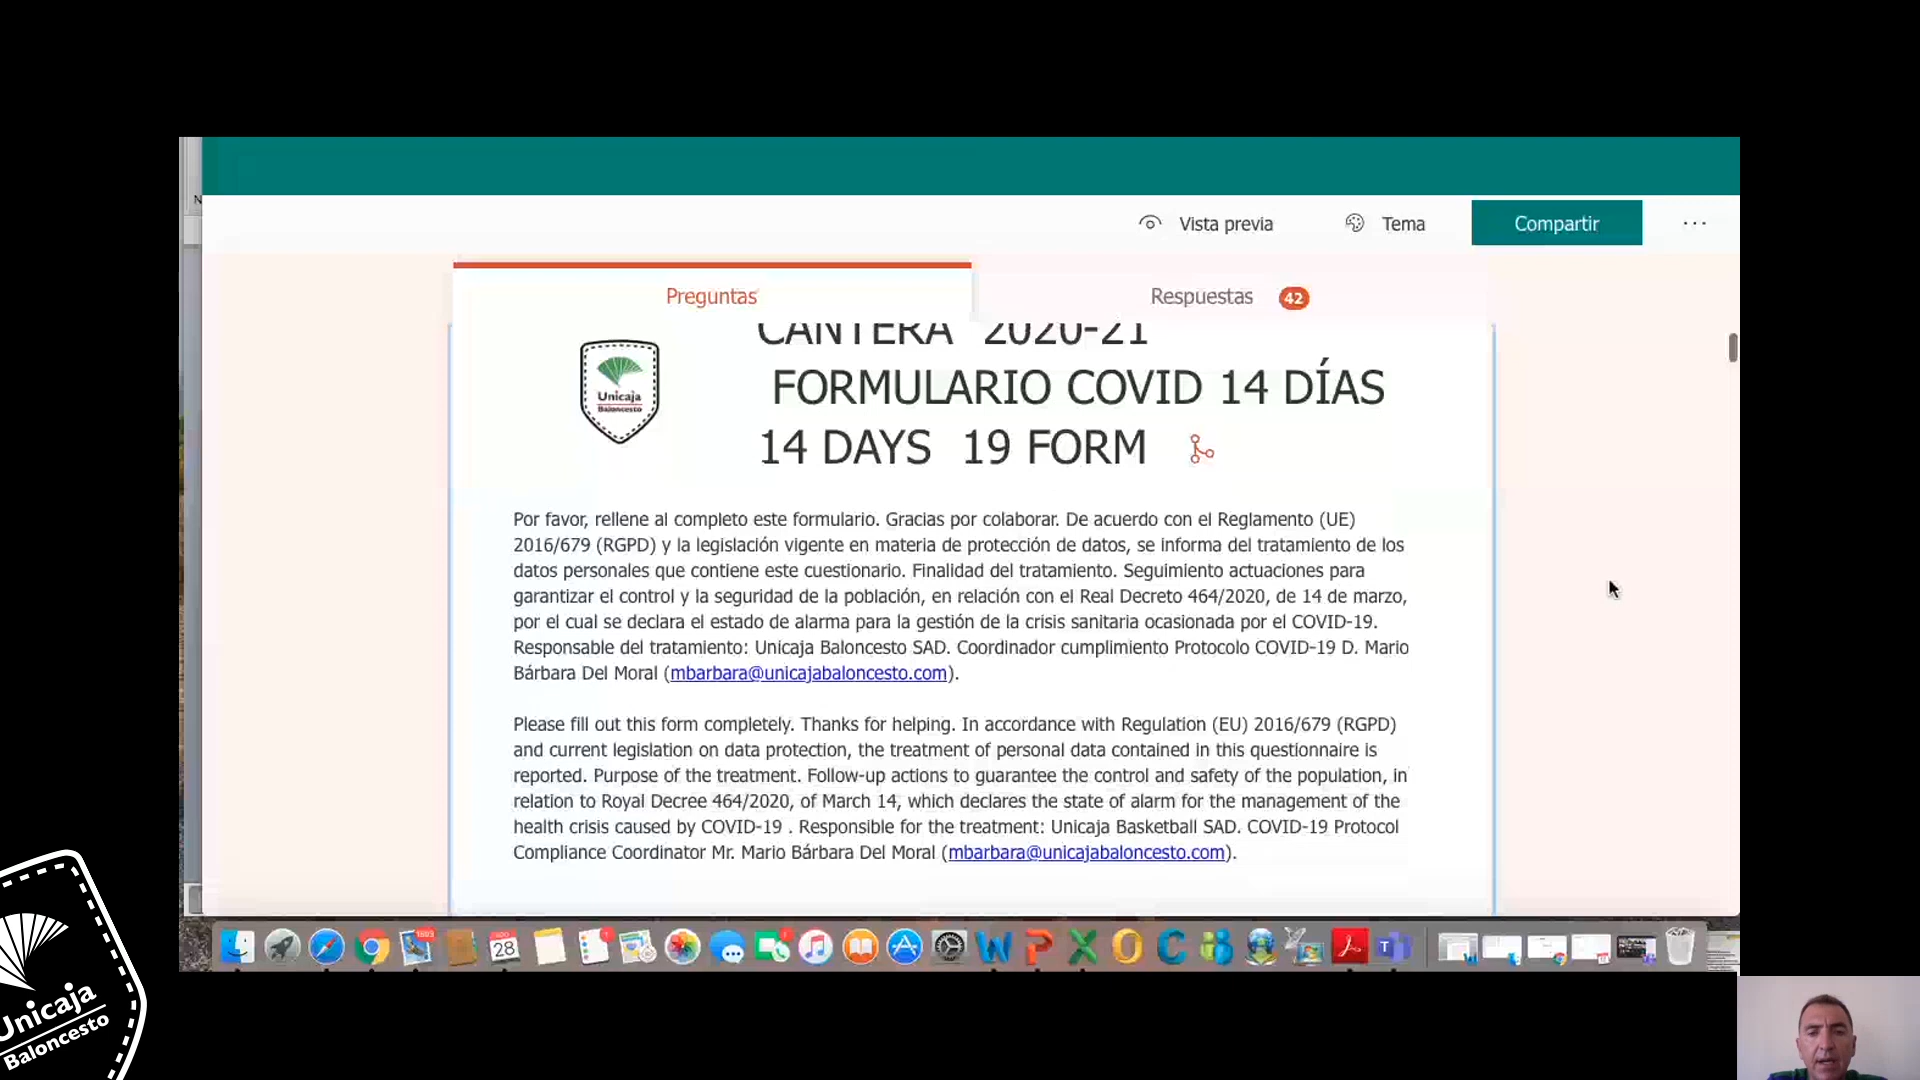 N
Vista previa
Tema
Compartir
...
Preguntas
Respuestas
42
CANTERA 2020-21
Unicaja
Baloncesto
FORMULARIO COVID 14 DÍAS
14 DAYS 19 FORM
Por favor, rellene al completo este formulario. Gracias por colaborar. De acuerdo con el Reglamento (UE)
2016/679 (RGPD) y la legislación vigente en materia de protección de datos, se informa del tratamiento de los
datos personales que contiene este cuestionario. Finalidad del tratamiento. Seguimiento actuaciones para
garantizar el control y la seguridad de la población, en relación con el Real Decreto 464/2020, de 14 de marzo,
por el cual se declara el estado de alarma para la gestión de la crisis sanitaria ocasionada por el COVID-19.
Responsable del tratamiento: Unicaja Baloncesto SAD. Coordinador cumplimiento Protocolo COVID-19 D. Mario
Bárbara Del Moral (mbarbara@unicajabaloncesto.com).
Please fill out this form completely. Thanks for helping. In accordance with Regulation (EU) 2016/679 (RGPD)
and current legislation on data protection, the treatment of personal data contained in this questionnaire is
reported. Purpose of the treatment. Follow-up actions to guarantee the control and safety of the population, in
relation to Royal Decree 464/2020, of March 14, which declares the state of alarm for the management of the
health crisis caused by COVID-19 . Responsible for the treatment: Unicaja Basketball SAD. COVID-19 Protocol
Compliance Coordinator Mr. Mario Bárbara Del Moral (mbarbara@unicajabaloncesto.com).
28
Unicaja
Baloncesto